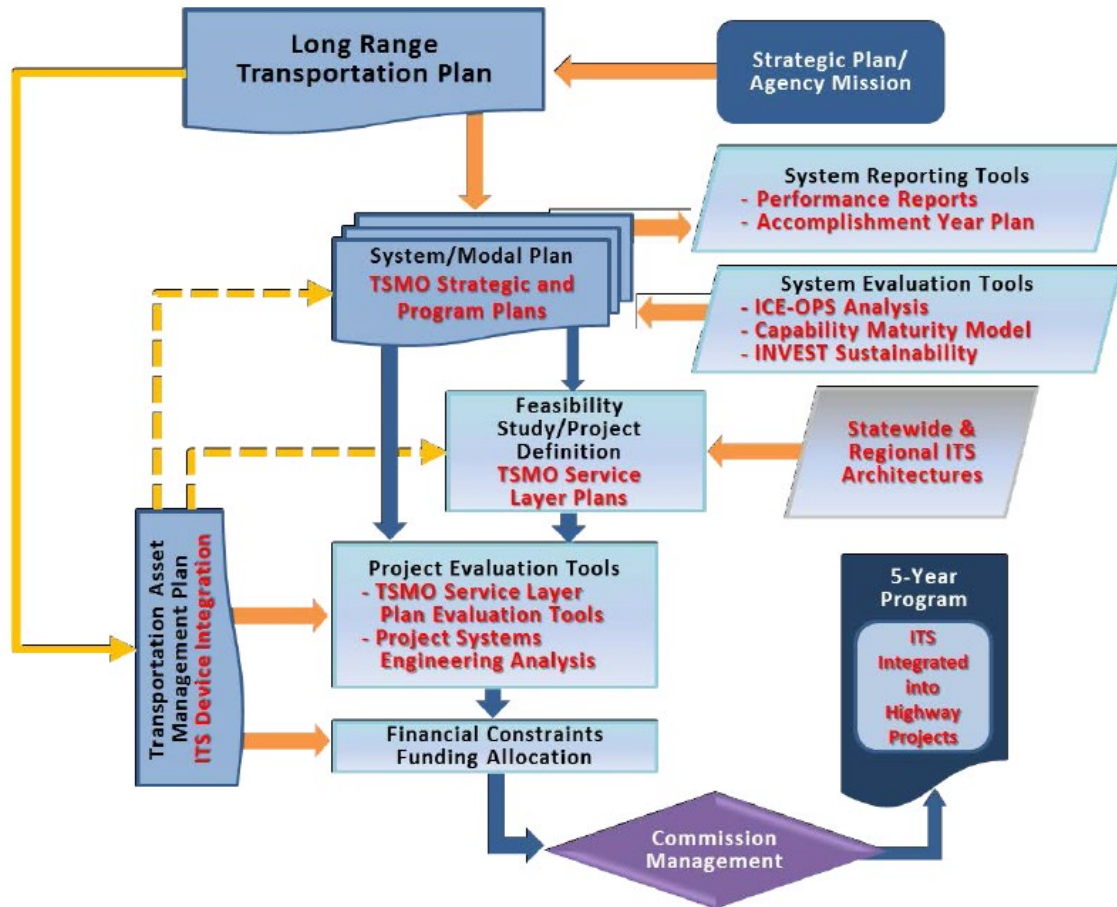 Long Range
Transportation Plan
Strategic Plan/
Agency Mission
System Reporting Tools
- Performance Reports
- Accomplishment Year Plan
System/Modal Plan
TSMO Strategic and
Program Plans
System Evaluation Tools
- ICE-OPS Analysis
- Capability Maturity Model
- INVEST Sustainability
Feasibility
Study/Project
Definition
TSMO Service
Layer Plans
Statewide &
Regional ITS
Architectures
Transportation Asset
Management Plan
ITS Device Integration
Project Evaluation Tools
- TSMO Service Layer
Plan Evaluation Tools
- Project Systems
Engineering Analysis
5-Year
Program
ITS
Integrated
into
Highway
Projects
Financial Constraints
Funding Allocation
Commission
Management